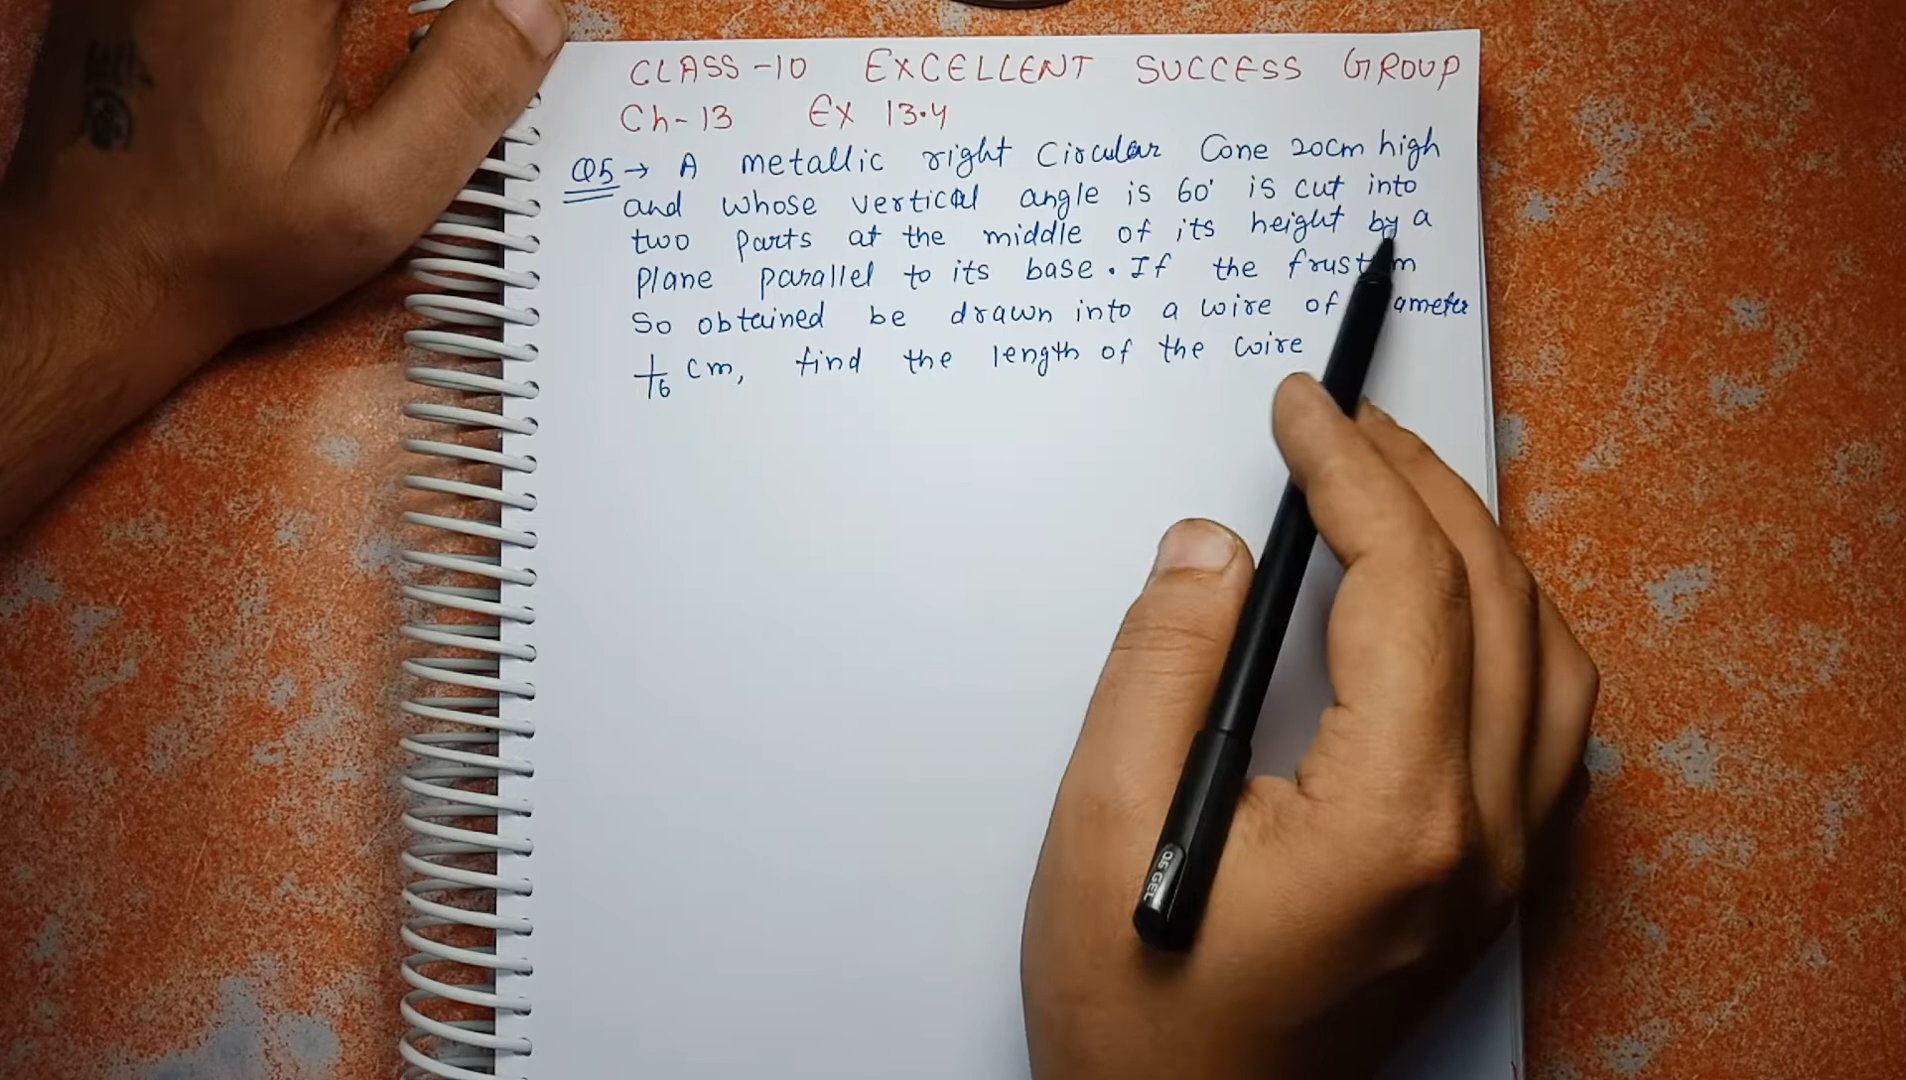 CLASS-10 EXCELLENT SUCCESS GROUP
Ch-13 EX 13.4
Q5 → A metallic right Circular Cone 20cm high
and whose vertical angle is 60° is cut into
two parts at the middle of its height by a
Plane parallel to its base. If the
So obtained be drawn into a wire of
1/16 cm, find the length of the wire
0.5 GEL